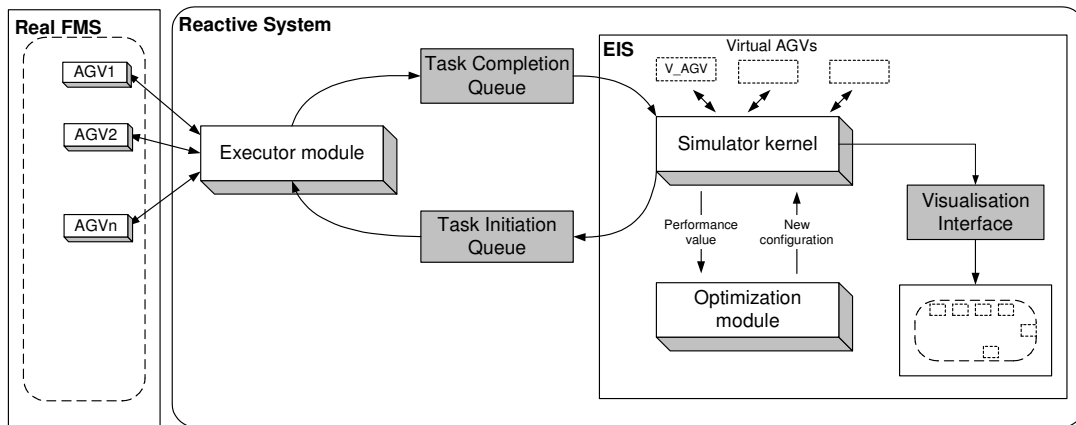 Real FMS
AGV1
AGV2
AGVn
Reactive System
Executor module
Task Completion
Queue
Task Initiation
Queue
EIS
Virtual AGVs
V_AGV
Simulator kernel
Performance
value
New
configuration
Optimization
module
Visualisation
Interface